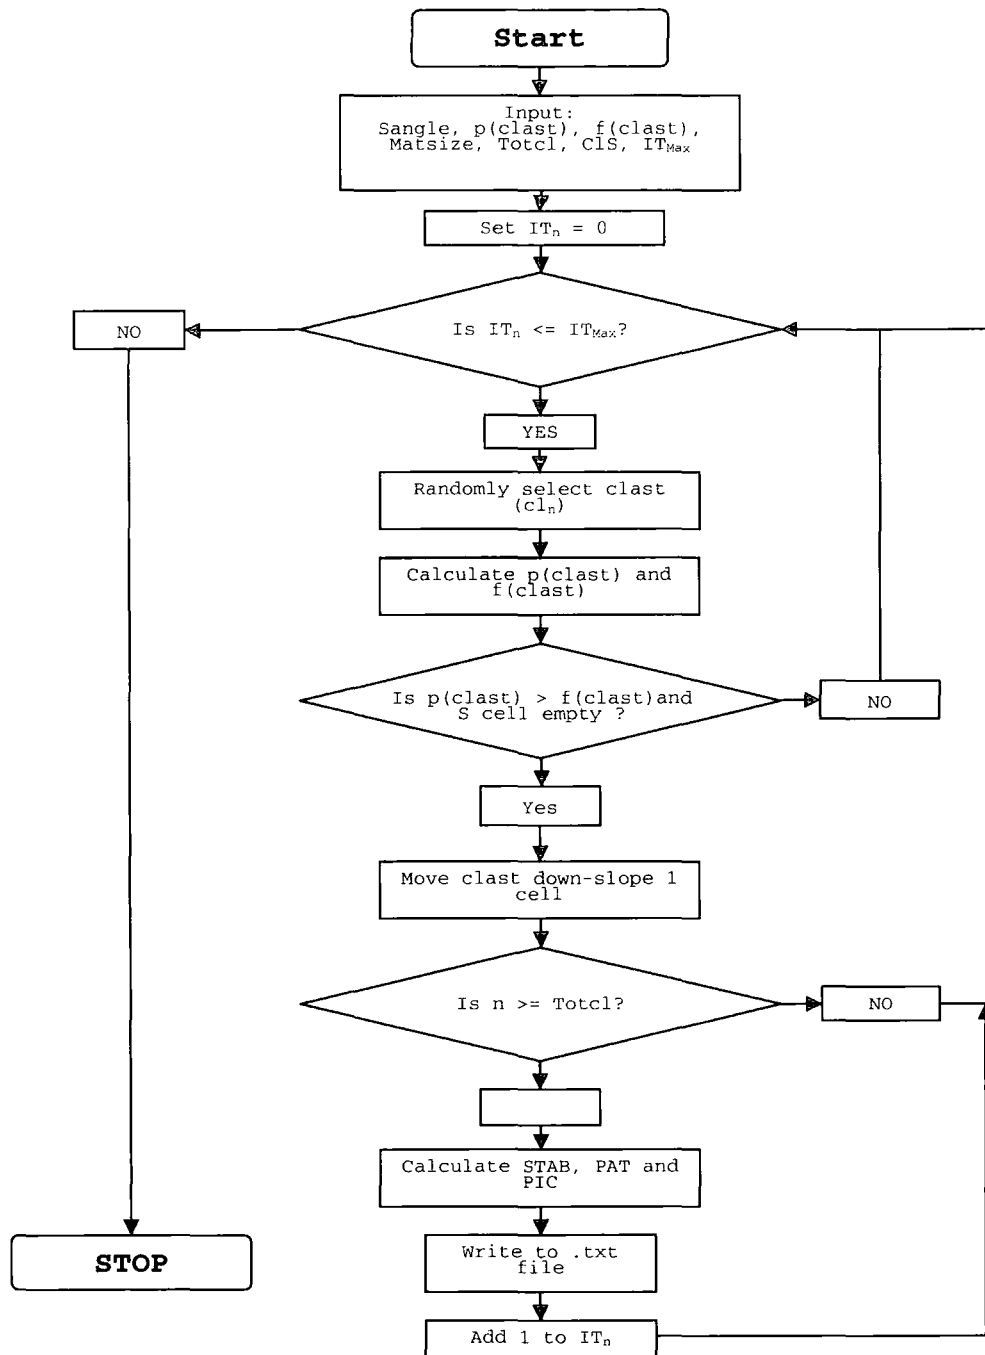 Start
Input:
Sangle, p(clast), f(clast),
Matsize, Totcl, ClS, ITMax
Set ITn = 0
Is ITn <= ITMax?
NO
YES
Randomly select clast
(cln)
Calculate p(clast) and
f(clast)
Is p(clast) > f(clast)and
S cell empty ?
NO
Yes
Move clast down-slope 1
cell
Is n >= Totcl?
NO
Calculate STAB, PAT and
PIC
Write to .txt
file
STOP
Add 1 to ITn